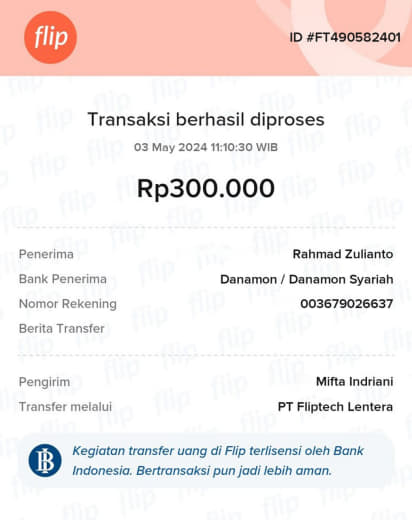 flip
ID #FT490582401
Transaksi berhasil diproses
03 May 2024 11:10:30 WIB
Rp300.000
Penerima Rahmad Zulianto
Bank Penerima Danamon / Danamon Syariah
Nomor Rekening 003679026637
Berita Transfer
Pengirim Mifta Indriani
Transfer melalui PT Fliptech Lentera
Kegiatan transfer uang di Flip terlisensi oleh Bank
Indonesia. Bertransaksi pun jadi lebih aman.